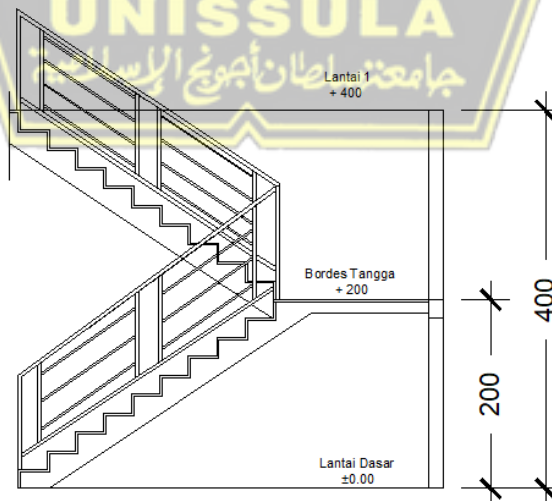 UNISSULA
جامعة سلطان أجونج الإسلامية
Lantai 1
+ 400
Bordes Tangga
+ 200
400
200
Lantai Dasar
±0.00